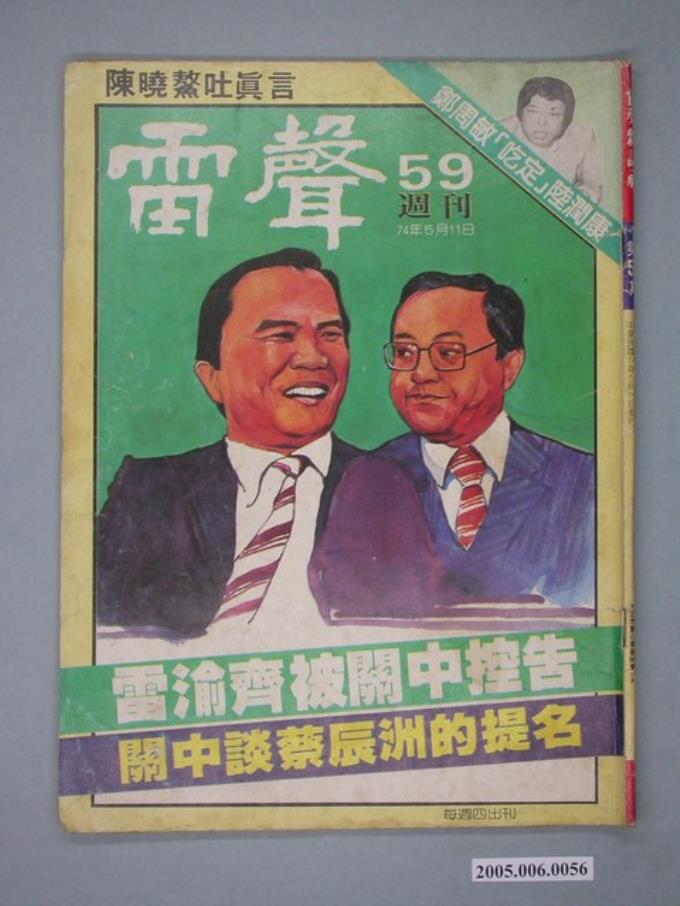 陳曉鰲吐眞言
鄭周敏「吃定」陸潤康
雷聲
59
週刊
74年5月11日
雷渝齊被關中控告
關中談蔡辰洲的提名
每週四出刊
2005.006.0056